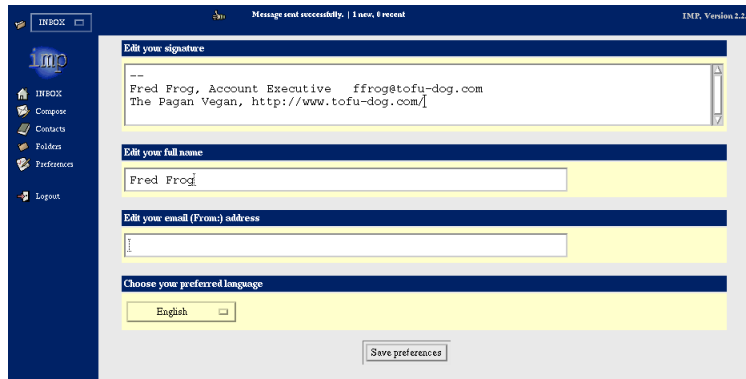 INBOX
Message sent successfully. | 1 new, 0 recent
IMP, Version 2.2.
imp
INBOX
Compose
Contacts
Folders
Preferences
Logout
Edit your signature
--
Fred Frog, Account Executive   ffrog@tofu-dog.com
The Pagan Vegan, http://www.tofu-dog.com/
Edit your full name
Fred Frog
Edit your email (From:) address
Choose your preferred language
English
Save preferences